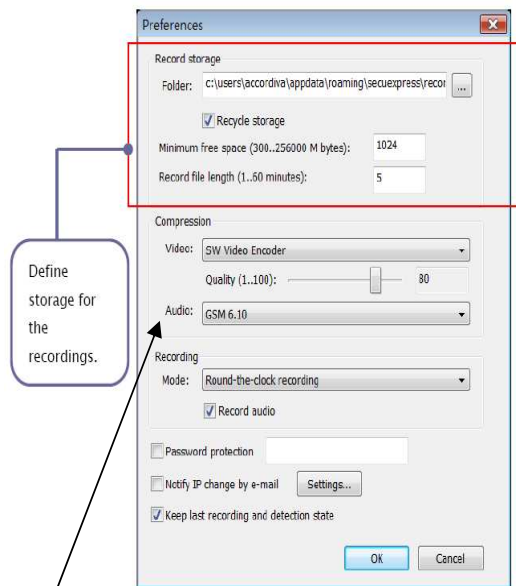 Preferences
Record storage
Folder: c:\users\accordiva\appdata\roaming\secuexpress\recor ...
Recycle storage
Minimum free space (300..256000 M bytes): 1024
Record file length (1..60 minutes): 5
Define
storage for
the
recordings.
Compression
Video: SW Video Encoder
Quality (1..100): 80
Audio: GSM 6.10
Recording
Mode: Round-the-clock recording
Record audio
Password protection
Notify IP change by e-mail Settings...
Keep last recording and detection state
OK Cancel